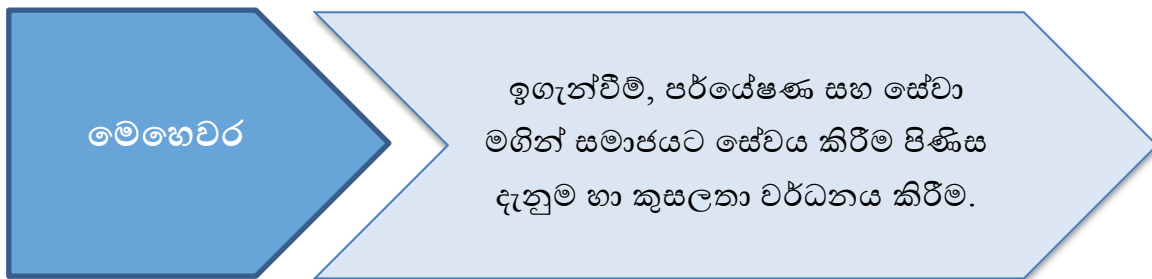 මෙහෙවර
ඉගැන්වීම්, පර්යේෂණ සහ සේවා
මගින් සමාජයට සේවය කිරීම පිණිස
දැනුම හා කුසලතා වර්ධනය කිරීම.